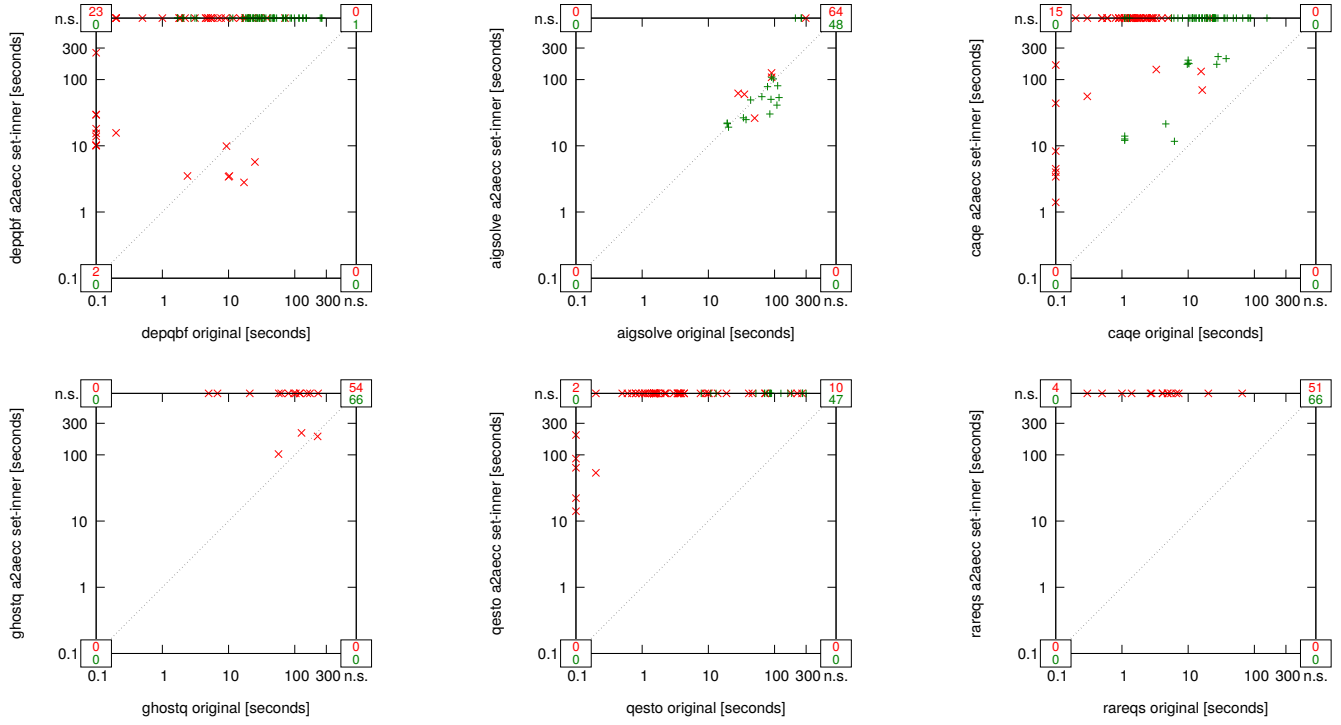 n.s. 23 0
0 1
300
100
10
1
0.1
2 0
0 0
0.1 1 10 100 300 n.s.
depqbf a2aecc set-inner [seconds]
depqbf original [seconds]
n.s. 0 64
0 48
300
100
10
1
0.1
0 0
0 0
0.1 1 10 100 300 n.s.
aigsolve a2aecc set-inner [seconds]
aigsolve original [seconds]
n.s. 15 0
0 0
300
100
10
1
0.1
0 0
0 0
0.1 1 10 100 300 n.s.
caqe a2aecc set-inner [seconds]
caqe original [seconds]
n.s. 0 54
0 66
300
100
10
1
0.1
0 0
0 0
0.1 1 10 100 300 n.s.
ghostq a2aecc set-inner [seconds]
ghostq original [seconds]
n.s. 2 10
0 47
300
100
10
1
0.1
0 0
0 0
0.1 1 10 100 300 n.s.
qesto a2aecc set-inner [seconds]
qesto original [seconds]
n.s. 4 51
0 66
300
100
10
1
0.1
0 0
0 0
0.1 1 10 100 300 n.s.
rareqs a2aecc set-inner [seconds]
rareqs original [seconds]